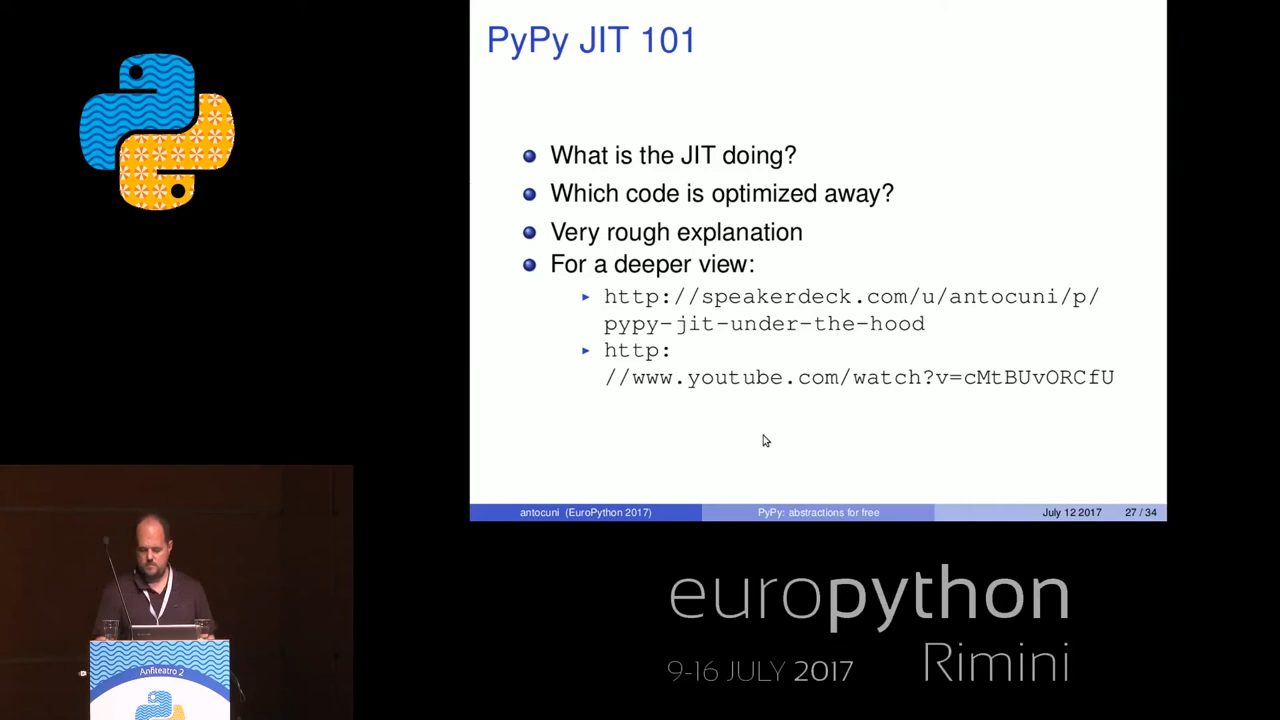 PyPy JIT 101
What is the JIT doing?
Which code is optimized away?
Very rough explanation
For a deeper view:
http://speakerdeck.com/u/antocuni/p/
pypy-jit-under-the-hood
http:
//www.youtube.com/watch?v=cMtBUvORCfU
antocuni (EuroPython 2017)
PyPy: abstractions for free
July 12 2017
27 / 34
europython
Rimini
9-16 JULY 2017
Anfiteatro 2